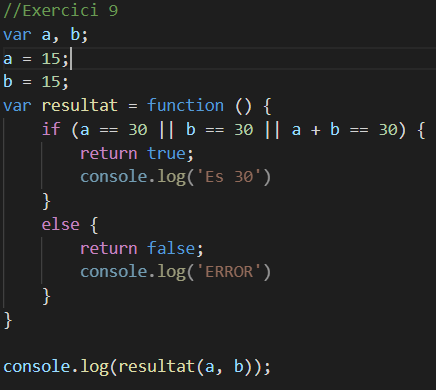 //Exercici 9
var a, b;
a = 15;
b = 15;
var resultat = function () {
    if (a == 30 || b == 30 || a + b == 30) {
        return true;
        console.log('Es 30')
    }
    else {
        return false;
        console.log('ERROR')
    }
}

console.log(resultat(a, b));